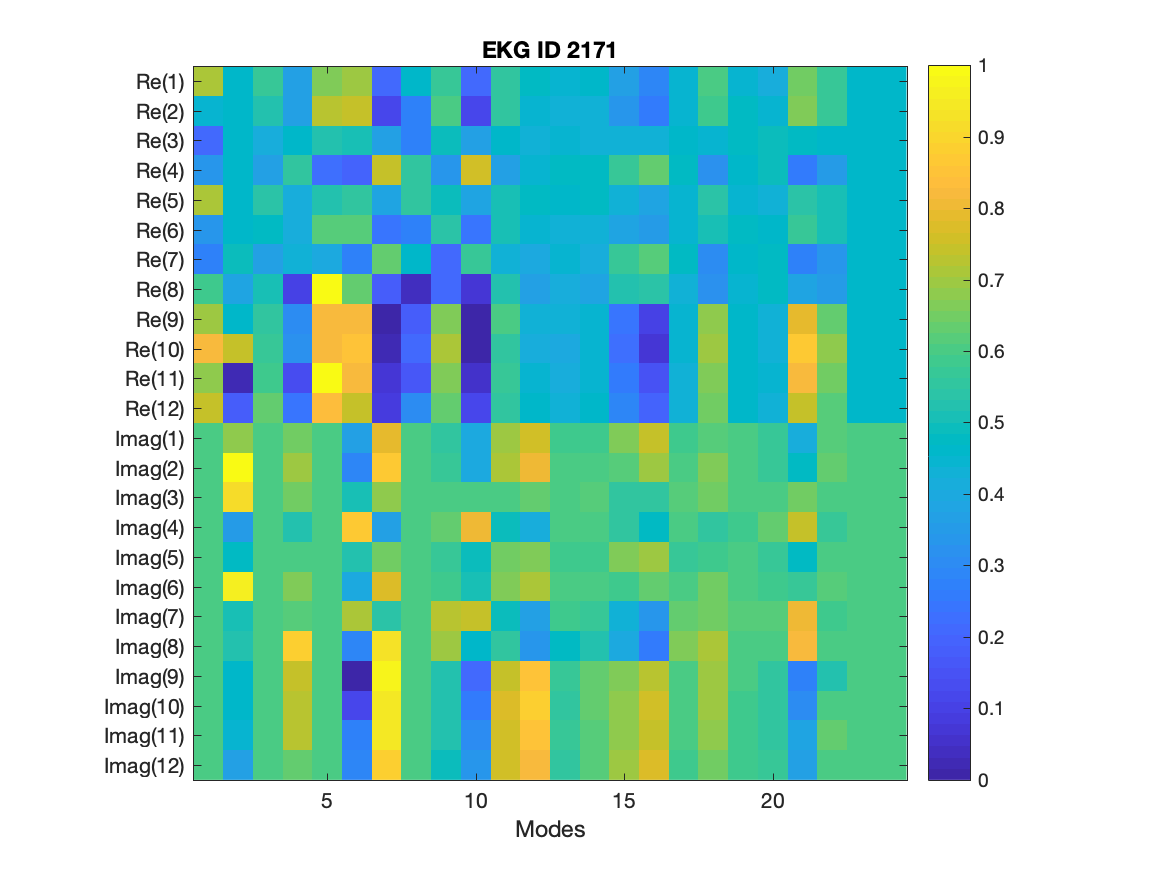 EKG ID 2171
Re(1)
Re(2)
Re(3)
Re(4)
Re(5)
Re(6)
Re(7)
Re(8)
Re(9)
Re(10)
Re(11)
Re(12)
Imag(1)
Imag(2)
Imag(3)
Imag(4)
Imag(5)
Imag(6)
Imag(7)
Imag(8)
Imag(9)
Imag(10)
Imag(11)
Imag(12)
5 10 15 20
Modes
1
0.9
0.8
0.7
0.6
0.5
0.4
0.3
0.2
0.1
0